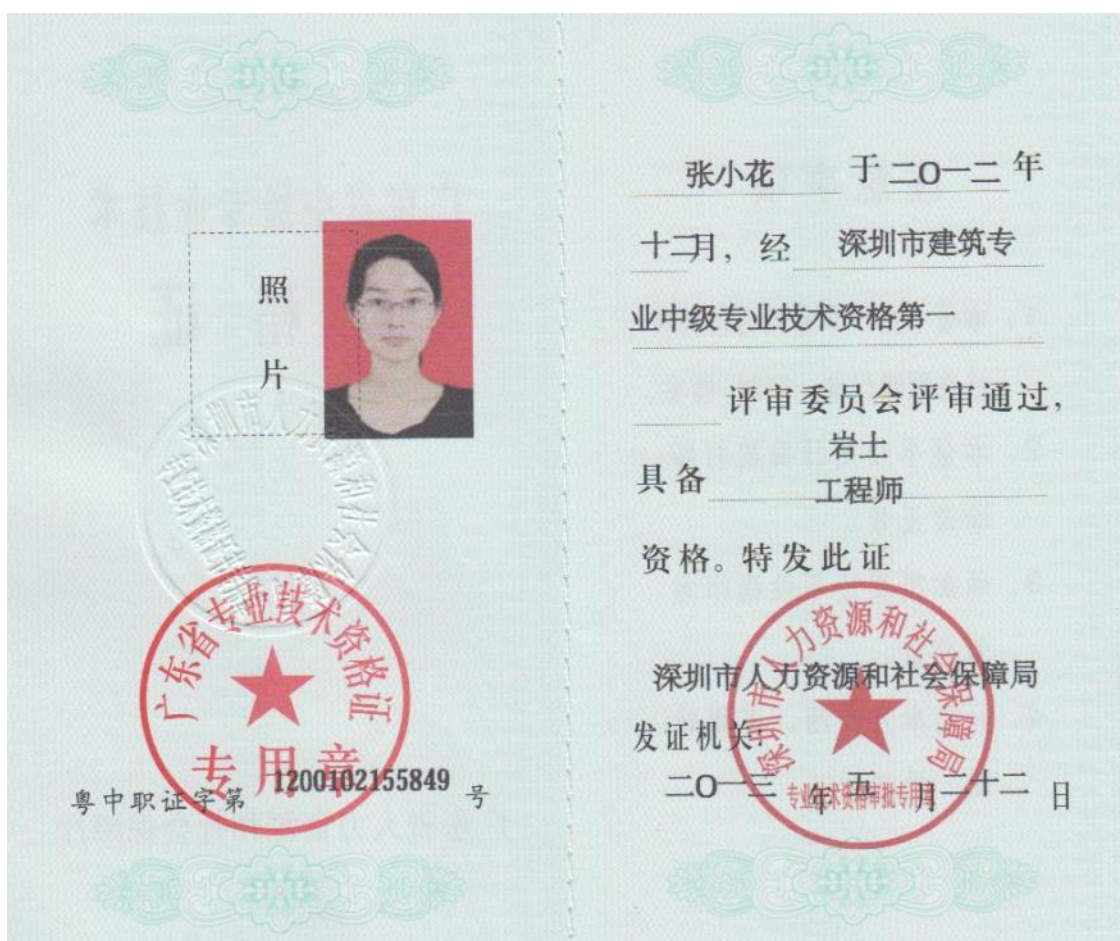 照
片
广东省专业技术资格证
专用章
粤中职证字第 1200102155849 号
张小花 于 二〇一二 年
十二月，经 深圳市建筑专
业中级专业技术资格第一
评审委员会评审通过，
岩土
具备 工程师
资格。特发此证
深圳市人力资源和社会保障局
深圳市人力资源和社会保障局
发证机关：
二〇一三 年 五 月 二十二 日
专业技术资格审批专用章